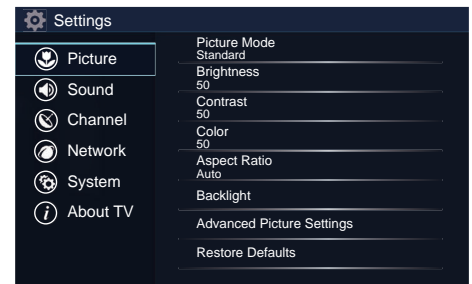 Settings
Picture
Sound
Channel
Network
System
About TV
Picture Mode
Standard
Brightness
50
Contrast
50
Color
50
Aspect Ratio
Auto
Backlight
Advanced Picture Settings
Restore Defaults